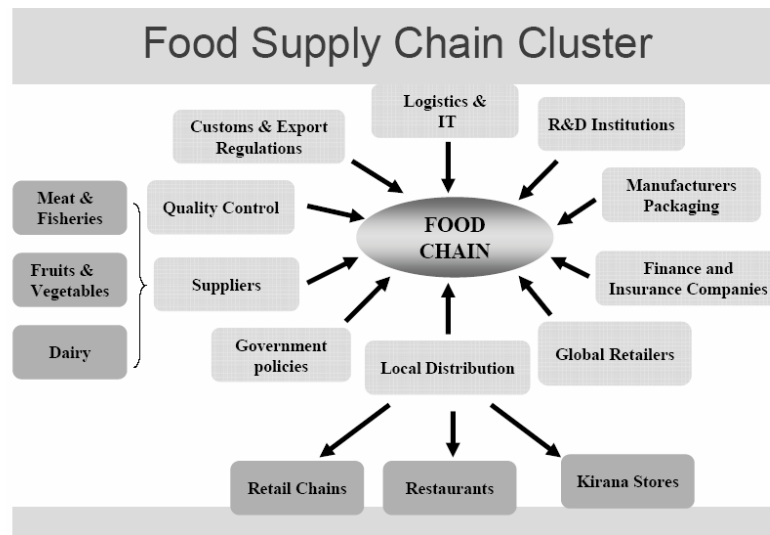 Food Supply Chain Cluster
Logistics &
IT
Customs & Export
Regulations
R&D Institutions
Meat &
Fisheries
Quality Control
Manufacturers
Packaging
FOOD
CHAIN
Fruits &
Vegetables
Suppliers
Finance and
Insurance Companies
Dairy
Government
policies
Local Distribution
Global Retailers
Retail Chains
Restaurants
Kirana Stores